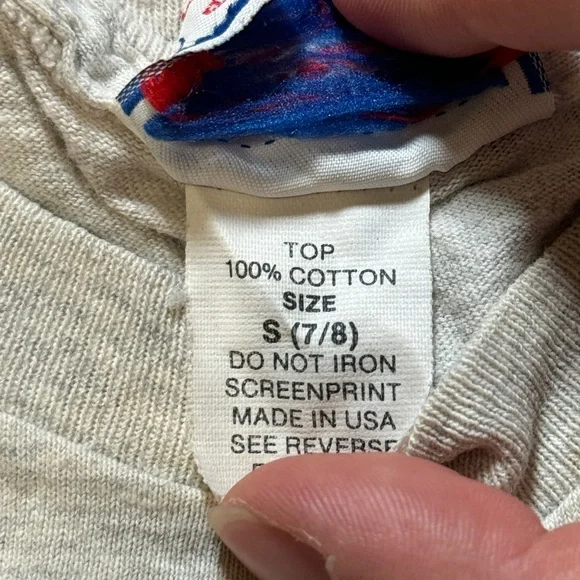 TOP
100% COTTON
SIZE
S (7/8)
DO NOT IRON
SCREENPRINT
MADE IN USA
SEE REVERSE